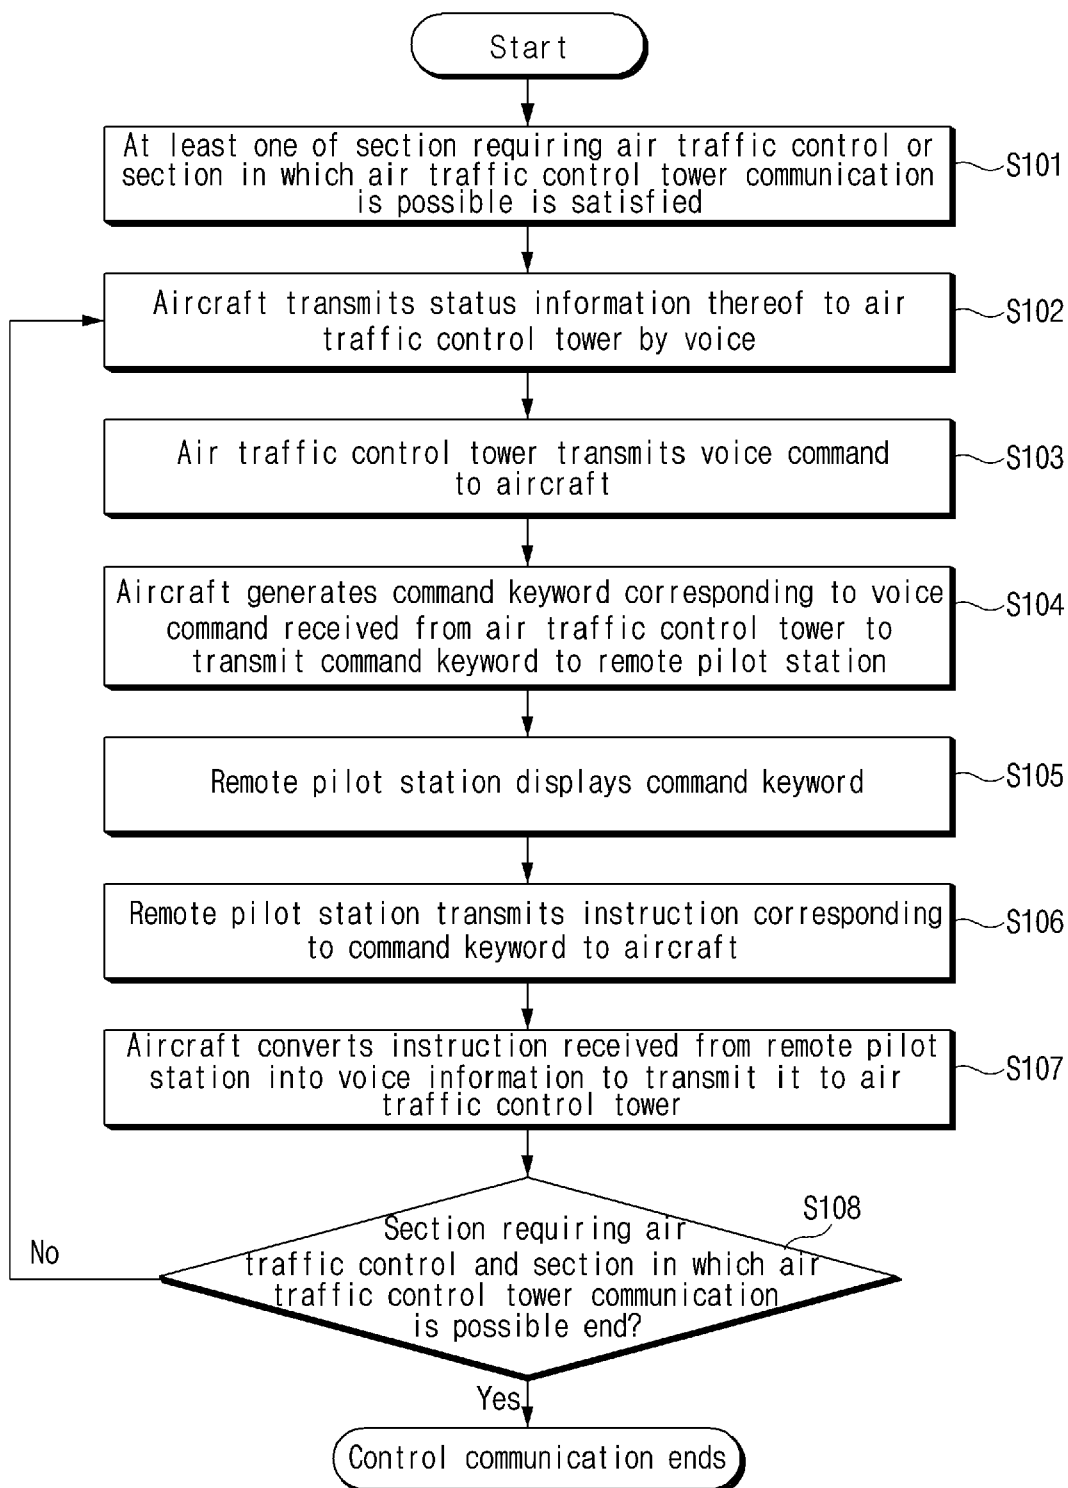 Start
At least one of section requiring air traffic control or
section in which air traffic control tower communication
is possible is satisfied
S101
Aircraft transmits status information thereof to air
traffic control tower by voice
S102
Air traffic control tower transmits voice command
to aircraft
S103
Aircraft generates command keyword corresponding to voice
command received from air traffic control tower to
transmit command keyword to remote pilot station
S104
Remote pilot station displays command keyword
S105
Remote pilot station transmits instruction corresponding
to command keyword to aircraft
S106
Aircraft converts instruction received from remote pilot
station into voice information to transmit it to air
traffic control tower
S107
S108
Section requiring air
traffic control and section in which air
traffic control tower communication
is possible end?
No
Yes
Control communication ends